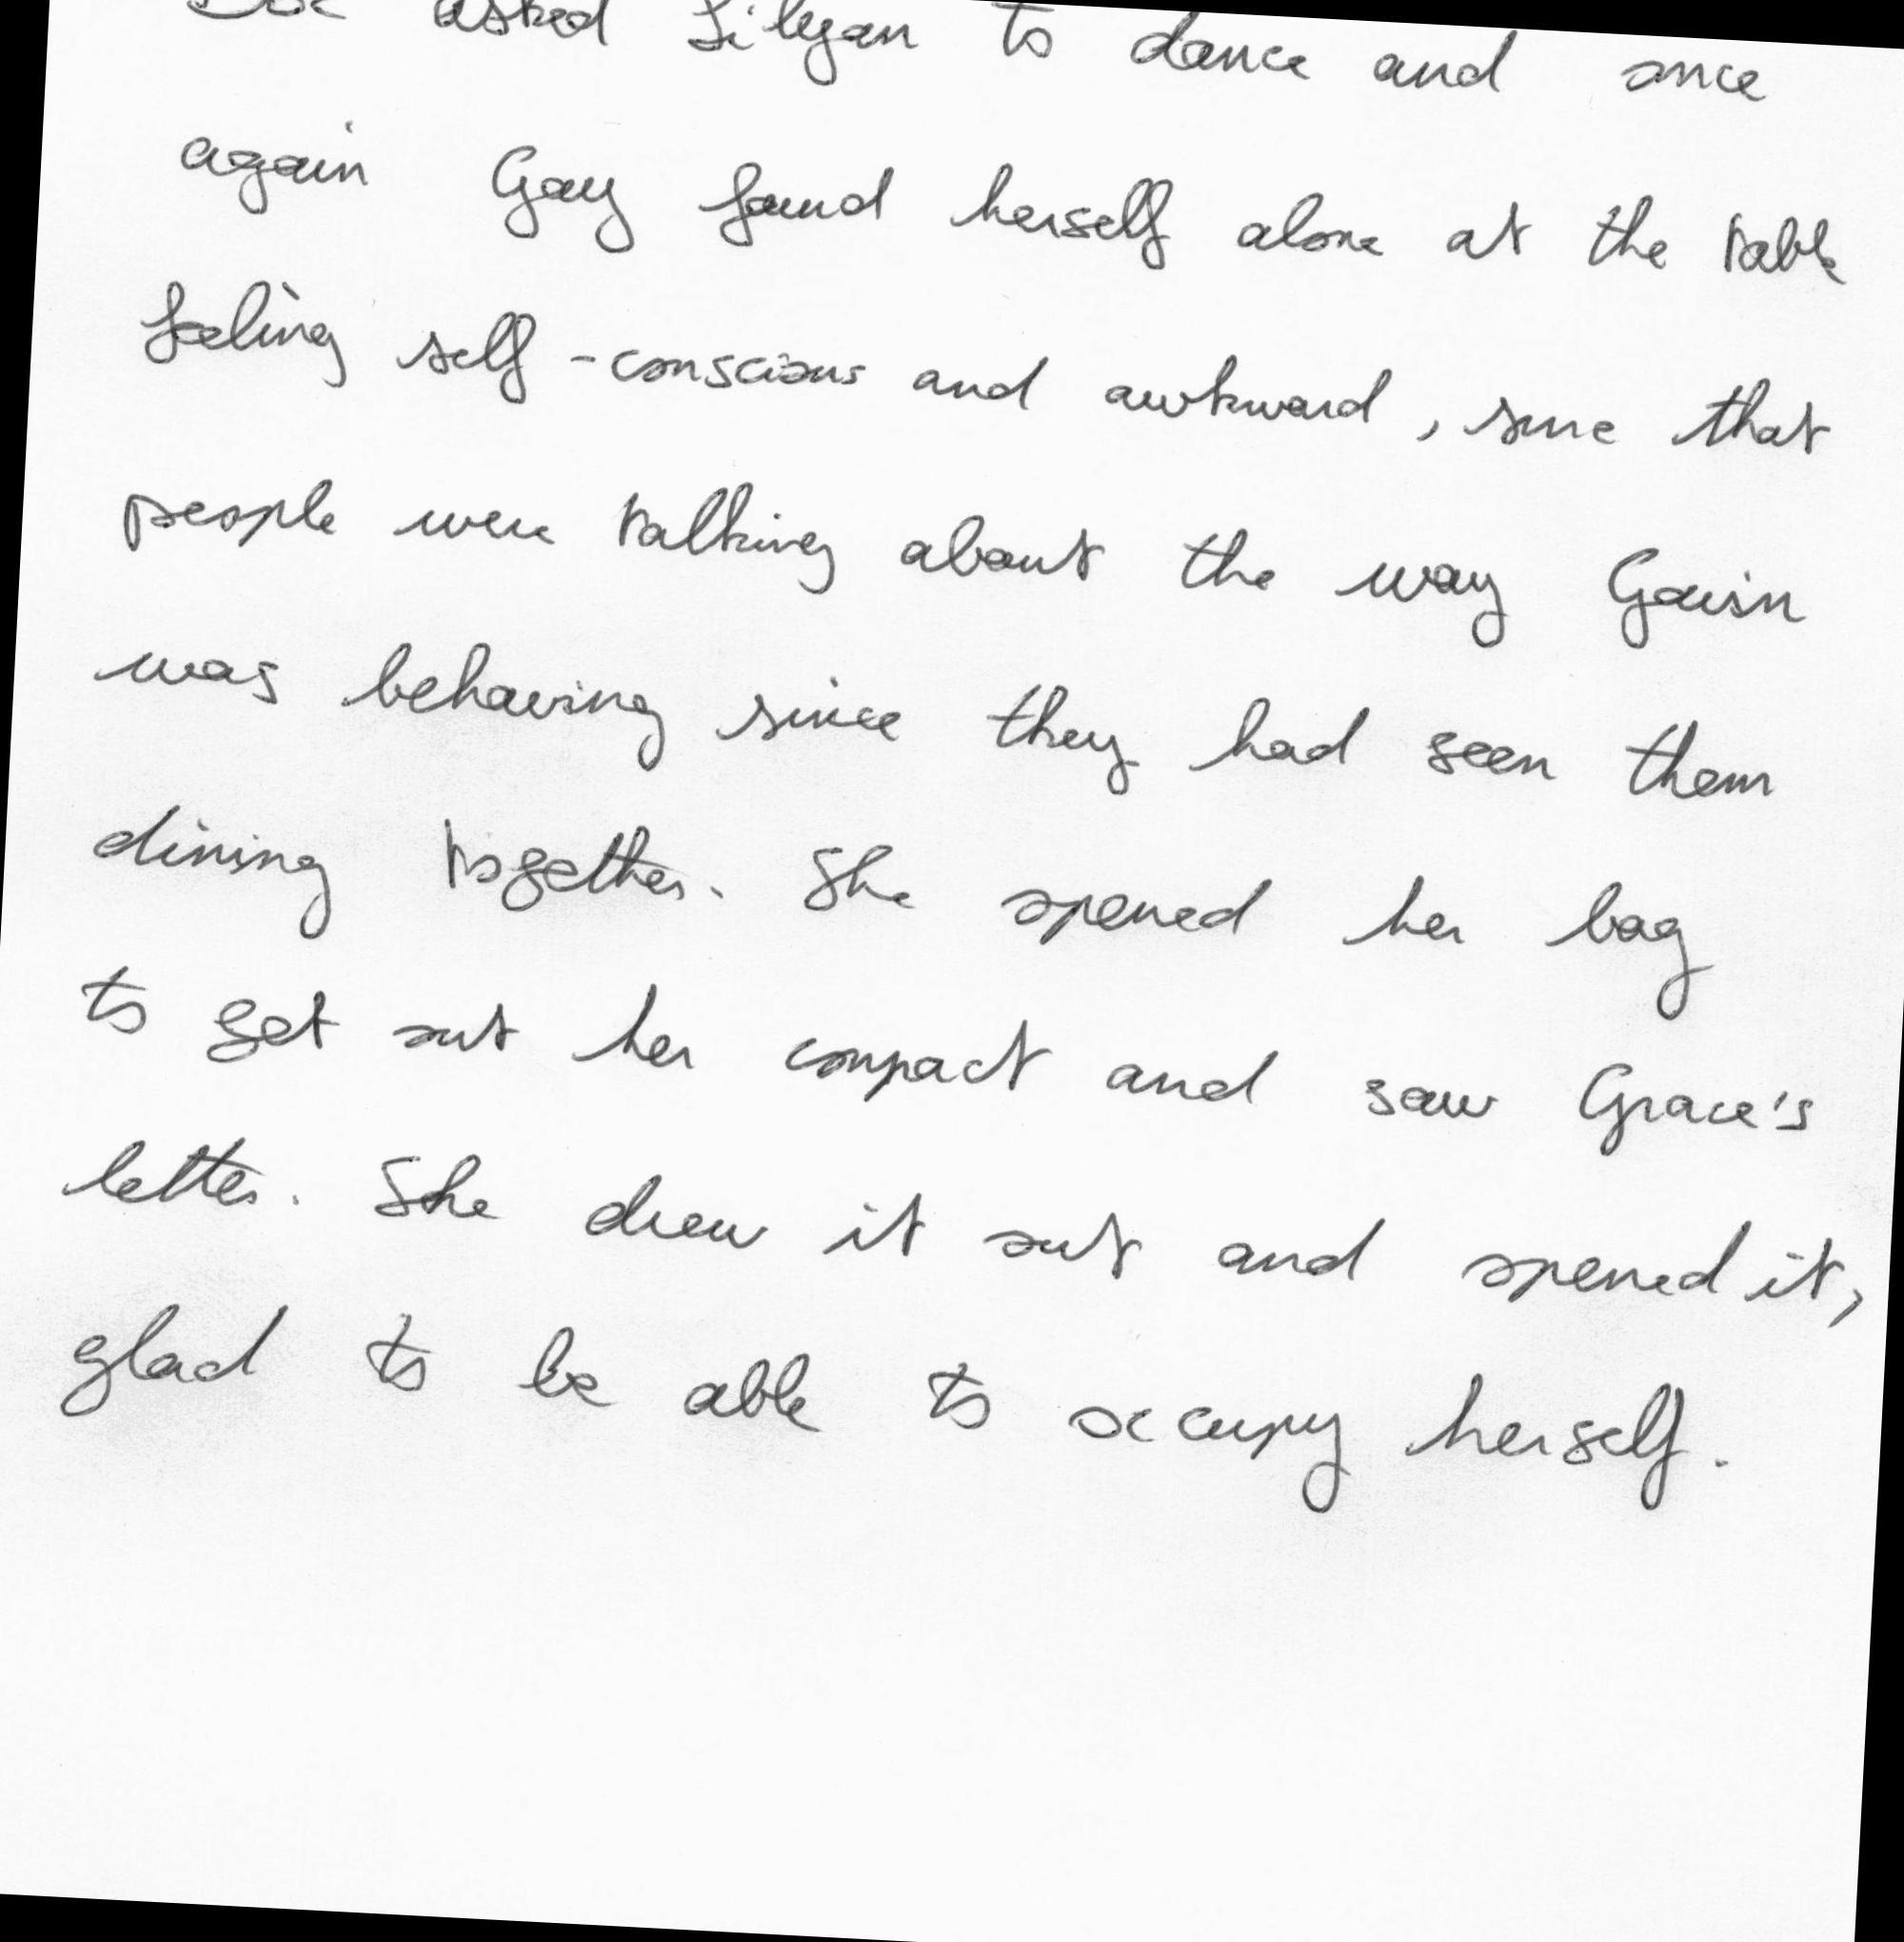 Doc asked Lilyan to dance and once
again Gay found herself alone at the table
feeling self-conscious and awkward, sure that
people were talking about the way Gavin
was behaving since they had seen them
dining together. She opened her bag
to get out her compact and saw Grace's
letter. She drew it out and opened it,
glad to be able to occupy herself.